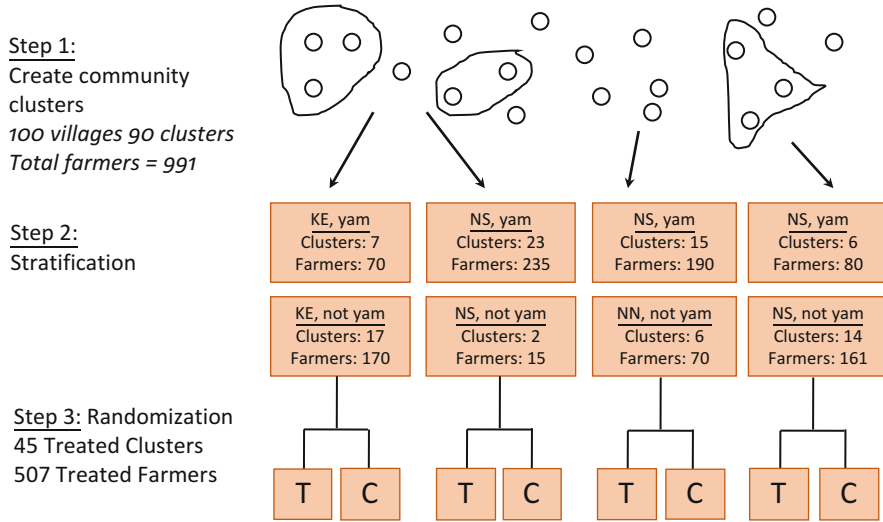 Step 1:
Create community
clusters
100 villages 90 clusters
Total farmers = 991
Step 2:
Stratification
KE, yam
Clusters: 7
Farmers: 70
NS, yam
Clusters: 23
Farmers: 235
NS, yam
Clusters: 15
Farmers: 190
NS, yam
Clusters: 6
Farmers: 80
KE, not yam
Clusters: 17
Farmers: 170
NS, not yam
Clusters: 2
Farmers: 15
NN, not yam
Clusters: 6
Farmers: 70
NS, not yam
Clusters: 14
Farmers: 161
Step 3: Randomization
45 Treated Clusters
507 Treated Farmers
T
C
T
C
T
C
T
C